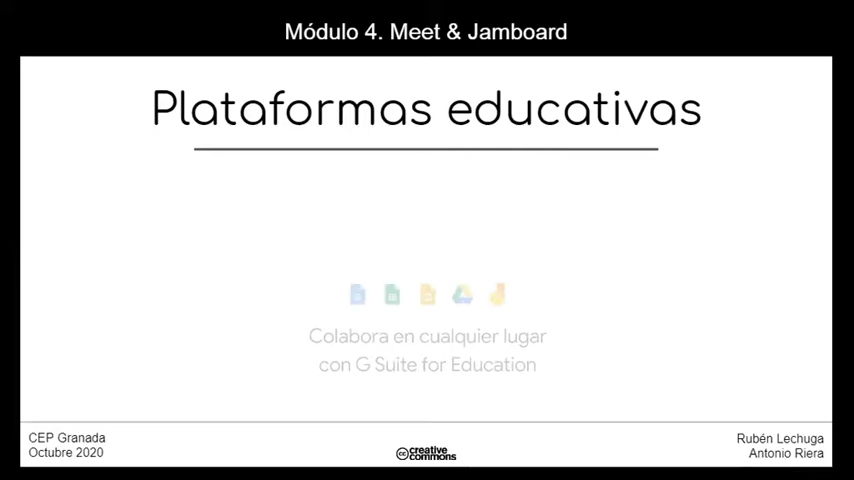 Módulo 4. Meet & Jamboard
Plataformas educativas
Colabora en cualquier lugar
con G Suite for Education
CEP Granada
Octubre 2020
cc creative
commons
Rubén Lechuga
Antonio Riera